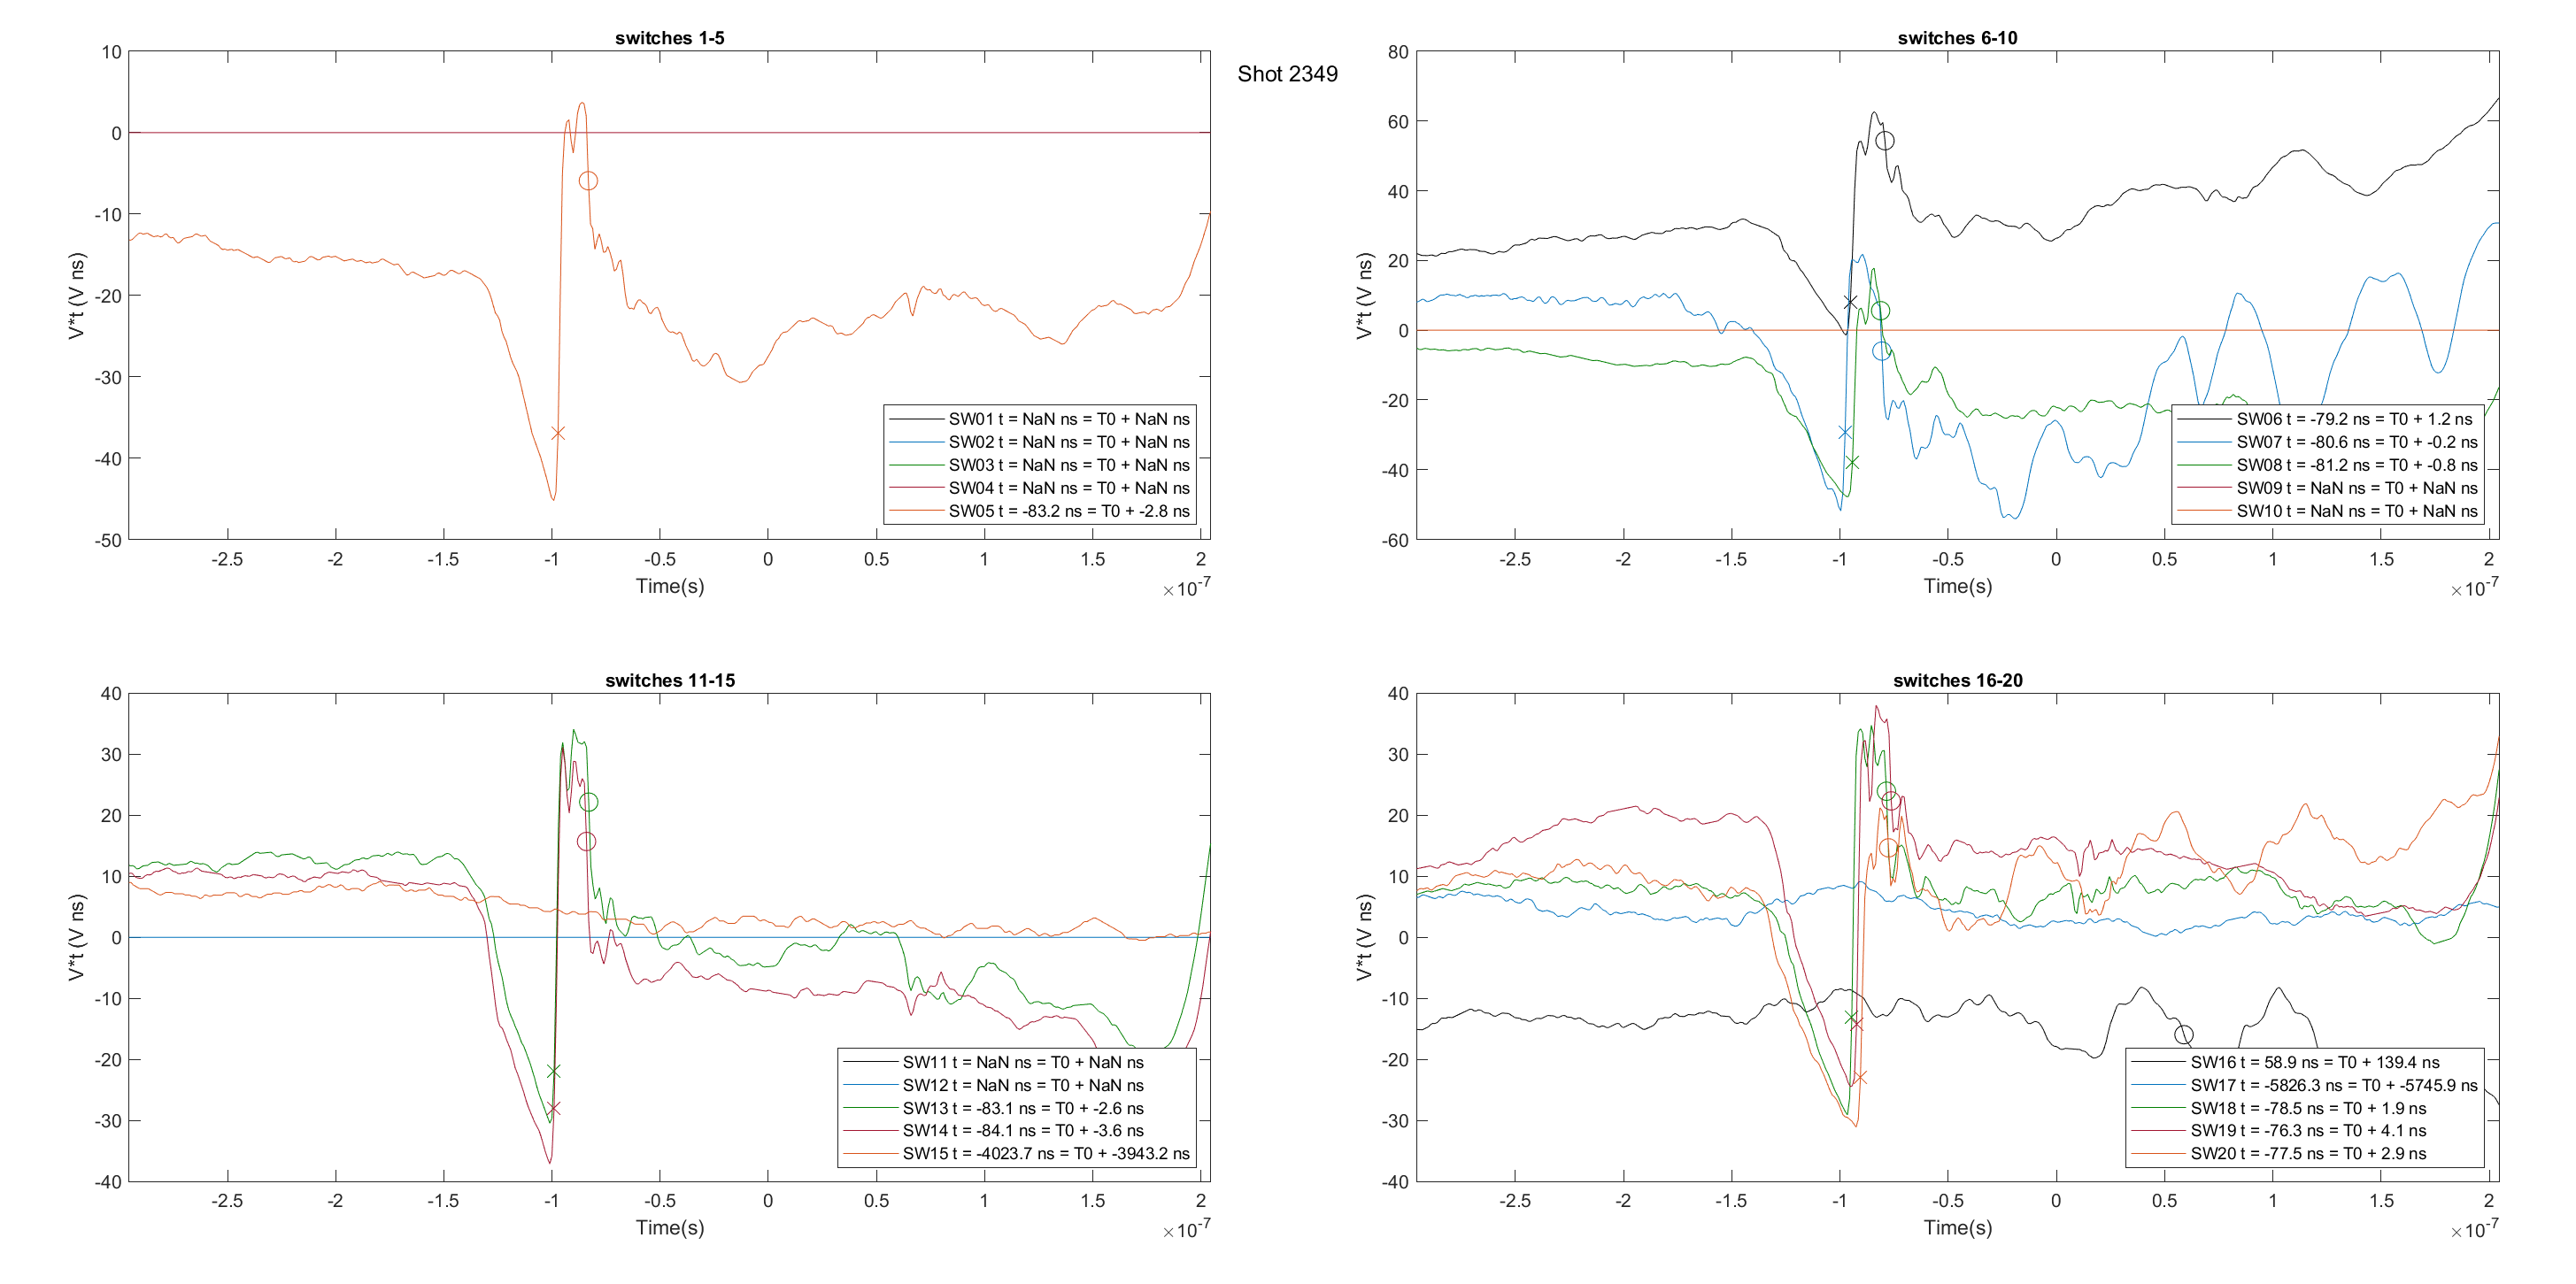 switches 1-5
10
0
-10
-20
-30
-40
-50
V*t (V ns)
-2.5 -2 -1.5 -1 -0.5 0 0.5 1 1.5 2
Time(s)
×10-7
SW01 t = NaN ns = T0 + NaN ns
SW02 t = NaN ns = T0 + NaN ns
SW03 t = NaN ns = T0 + NaN ns
SW04 t = NaN ns = T0 + NaN ns
SW05 t = -83.2 ns = T0 + -2.8 ns
Shot 2349
switches 6-10
80
60
40
20
0
-20
-40
-60
V*t (V ns)
-2.5 -2 -1.5 -1 -0.5 0 0.5 1 1.5 2
Time(s)
×10-7
SW06 t = -79.2 ns = T0 + 1.2 ns
SW07 t = -80.6 ns = T0 + -0.2 ns
SW08 t = -81.2 ns = T0 + -0.8 ns
SW09 t = NaN ns = T0 + NaN ns
SW10 t = NaN ns = T0 + NaN ns
switches 11-15
40
30
20
10
0
-10
-20
-30
-40
V*t (V ns)
-2.5 -2 -1.5 -1 -0.5 0 0.5 1 1.5 2
Time(s)
×10-7
SW11 t = NaN ns = T0 + NaN ns
SW12 t = NaN ns = T0 + NaN ns
SW13 t = -83.1 ns = T0 + -2.6 ns
SW14 t = -84.1 ns = T0 + -3.6 ns
SW15 t = -4023.7 ns = T0 + -3943.2 ns
switches 16-20
40
30
20
10
0
-10
-20
-30
-40
V*t (V ns)
-2.5 -2 -1.5 -1 -0.5 0 0.5 1 1.5 2
Time(s)
×10-7
SW16 t = 58.9 ns = T0 + 139.4 ns
SW17 t = -5826.3 ns = T0 + -5745.9 ns
SW18 t = -78.5 ns = T0 + 1.9 ns
SW19 t = -76.3 ns = T0 + 4.1 ns
SW20 t = -77.5 ns = T0 + 2.9 ns